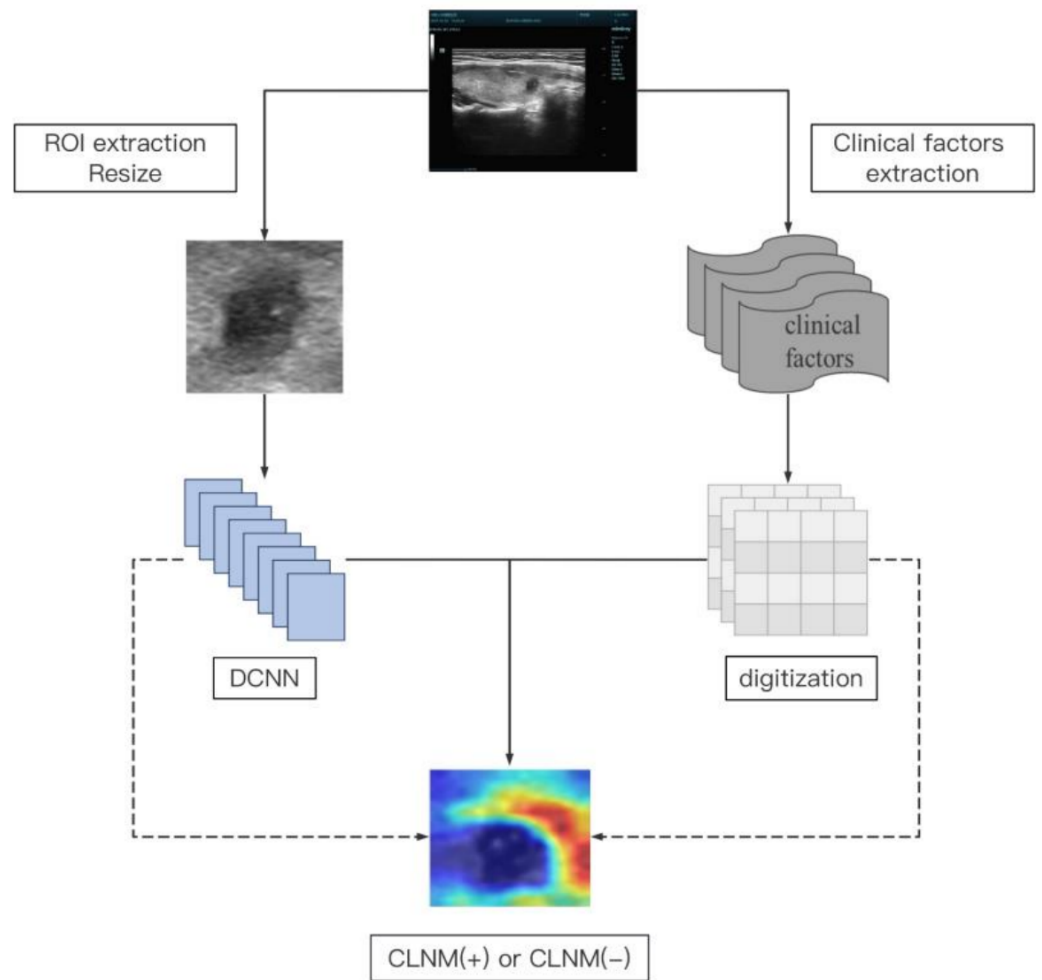 ROI extraction
Resize
Clinical factors
extraction
clinical
factors
DCNN
digitization
CLNM(+) or CLNM(−)